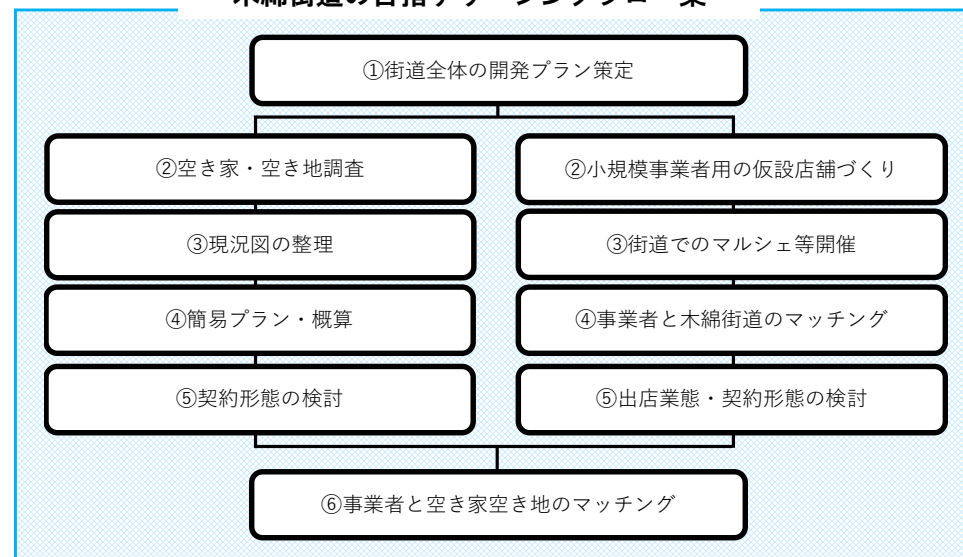 ①街道全体の開発プラン策定
②空き家・空き地調査
②小規模事業者用の仮設店舗づくり
③現況図の整理
③街道でのマルシェ等開催
④簡易プラン・概算
④事業者と木綿街道のマッチング
⑤契約形態の検討
⑤出店業態・契約形態の検討
⑥事業者と空き家空き地のマッチング